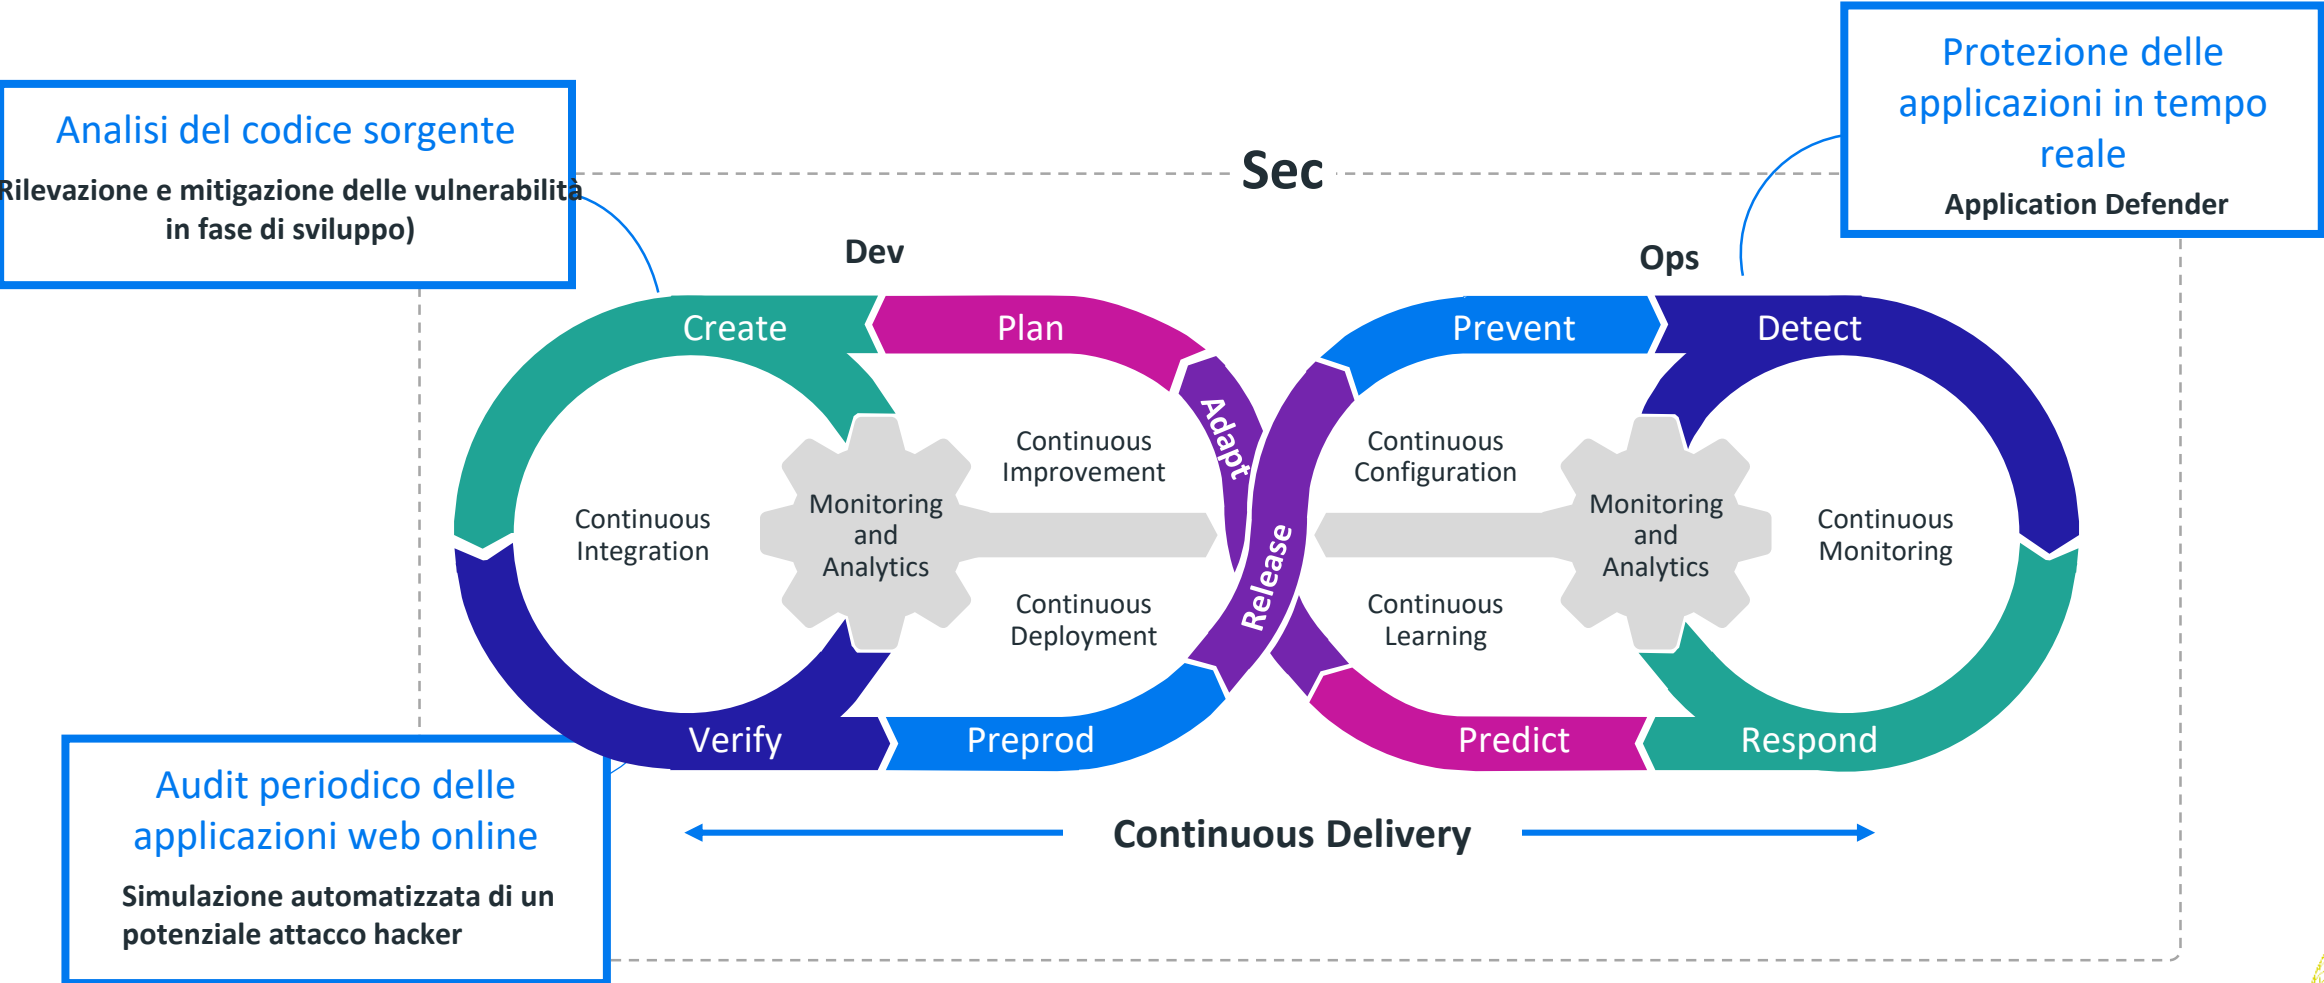 Protezione delle
applicazioni in tempo
reale
Application Defender
Analisi del codice sorgente
Rilevazione e mitigazione delle vulnerabilità
in fase di sviluppo)
Sec
Dev
Ops
Create
Plan
Prevent
Detect
Adapt
Release
Continuous
Improvement
Continuous
Configuration
Continuous
Integration
Monitoring
and
Analytics
Monitoring
and
Analytics
Continuous
Monitoring
Continuous
Deployment
Continuous
Learning
Verify
Preprod
Predict
Respond
Continuous Delivery
Audit periodico delle
applicazioni web online
Simulazione automatizzata di un
potenziale attacco hacker